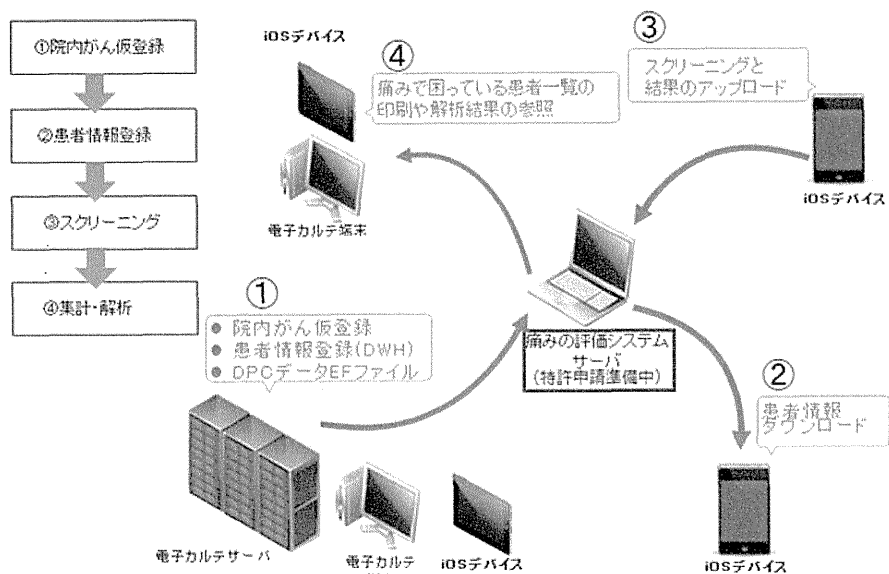 ①院内がん仮登録
②患者情報登録
③スクリーニング
④集計・解析
iOSデバイス
④
痛みで困っている患者一覧の
印刷や解析結果の参照
電子カルテ端末
③
スクリーニングと
結果のアップロード
iOSデバイス
①
● 院内がん仮登録
● 患者情報登録(DWH)
● DPCデータEFファイル
痛みの評価システム
サーバ
(特許申請準備中)
②
患者情報
ダウンロード
電子カルテサーバ
電子カルテ
iOSデバイス
iOSデバイス